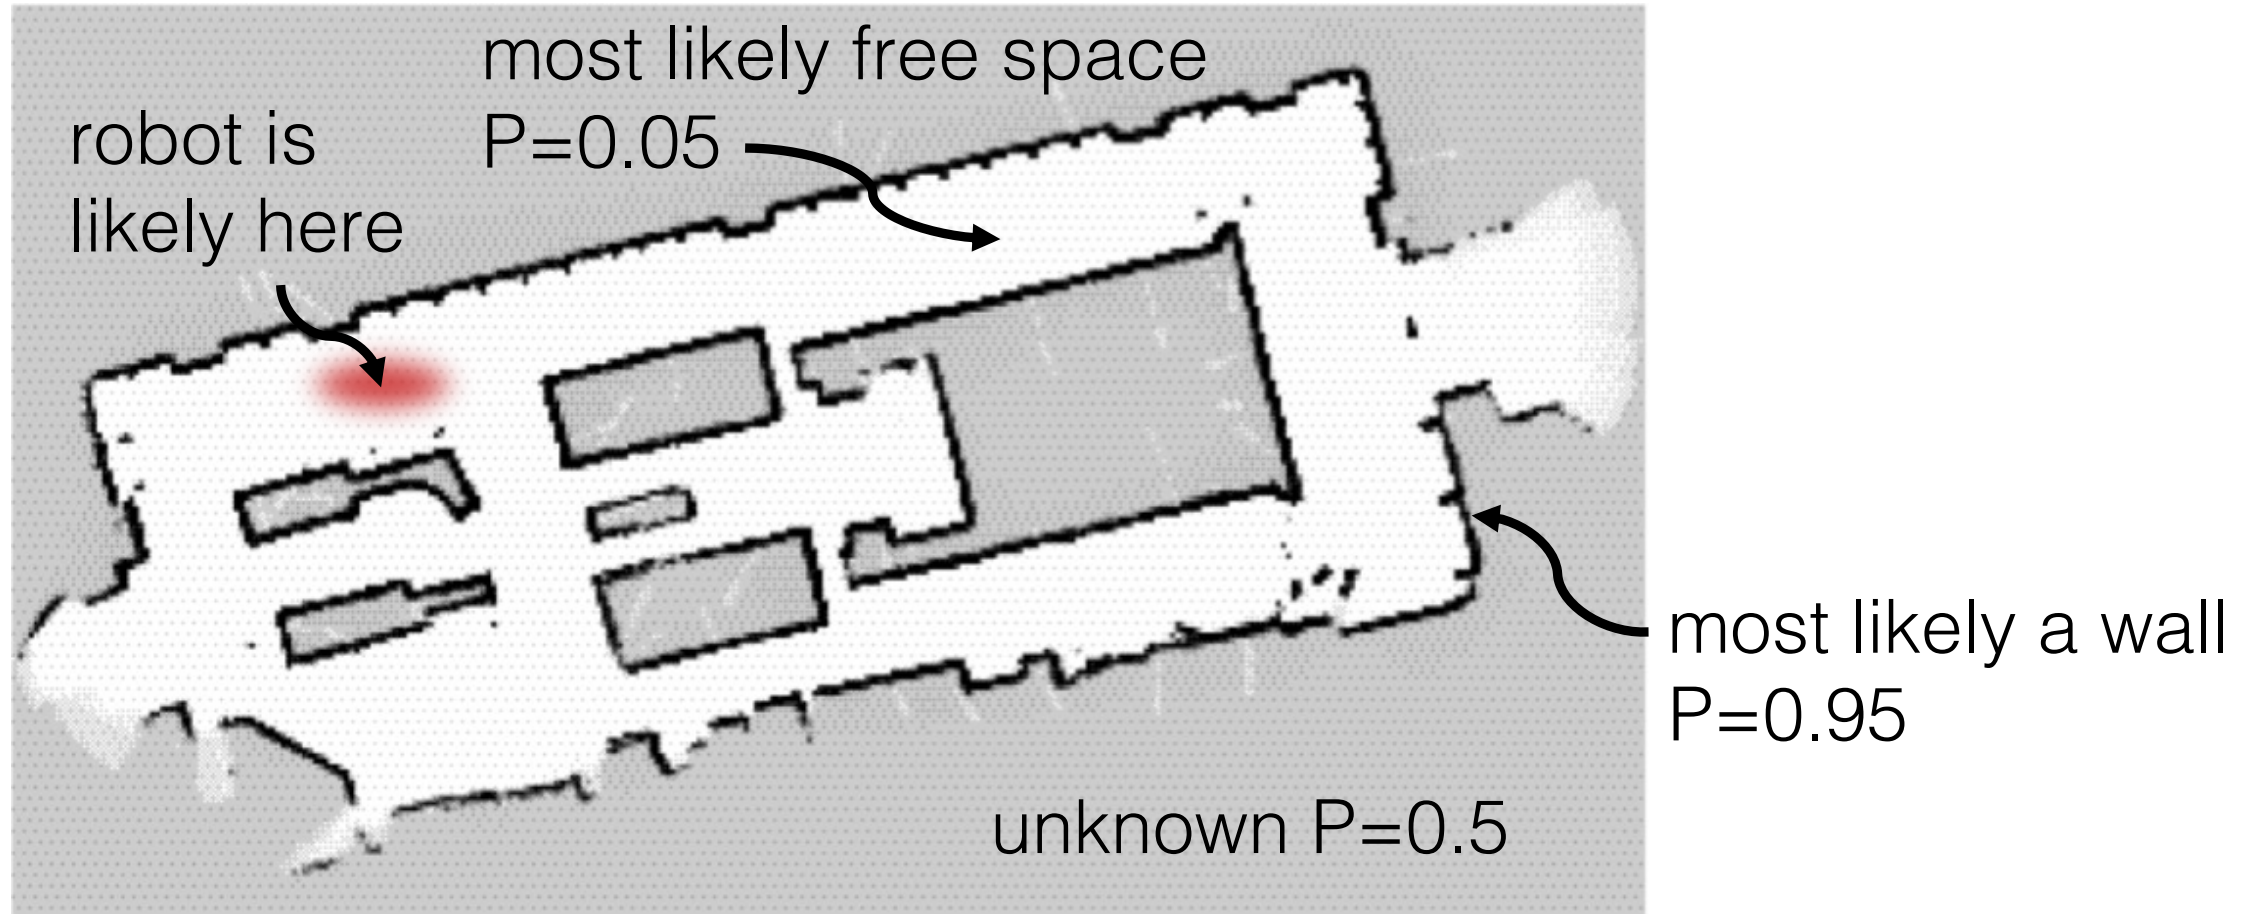 most likely free space
P=0.05
robot is
likely here
most likely a wall
P=0.95
unknown P=0.5